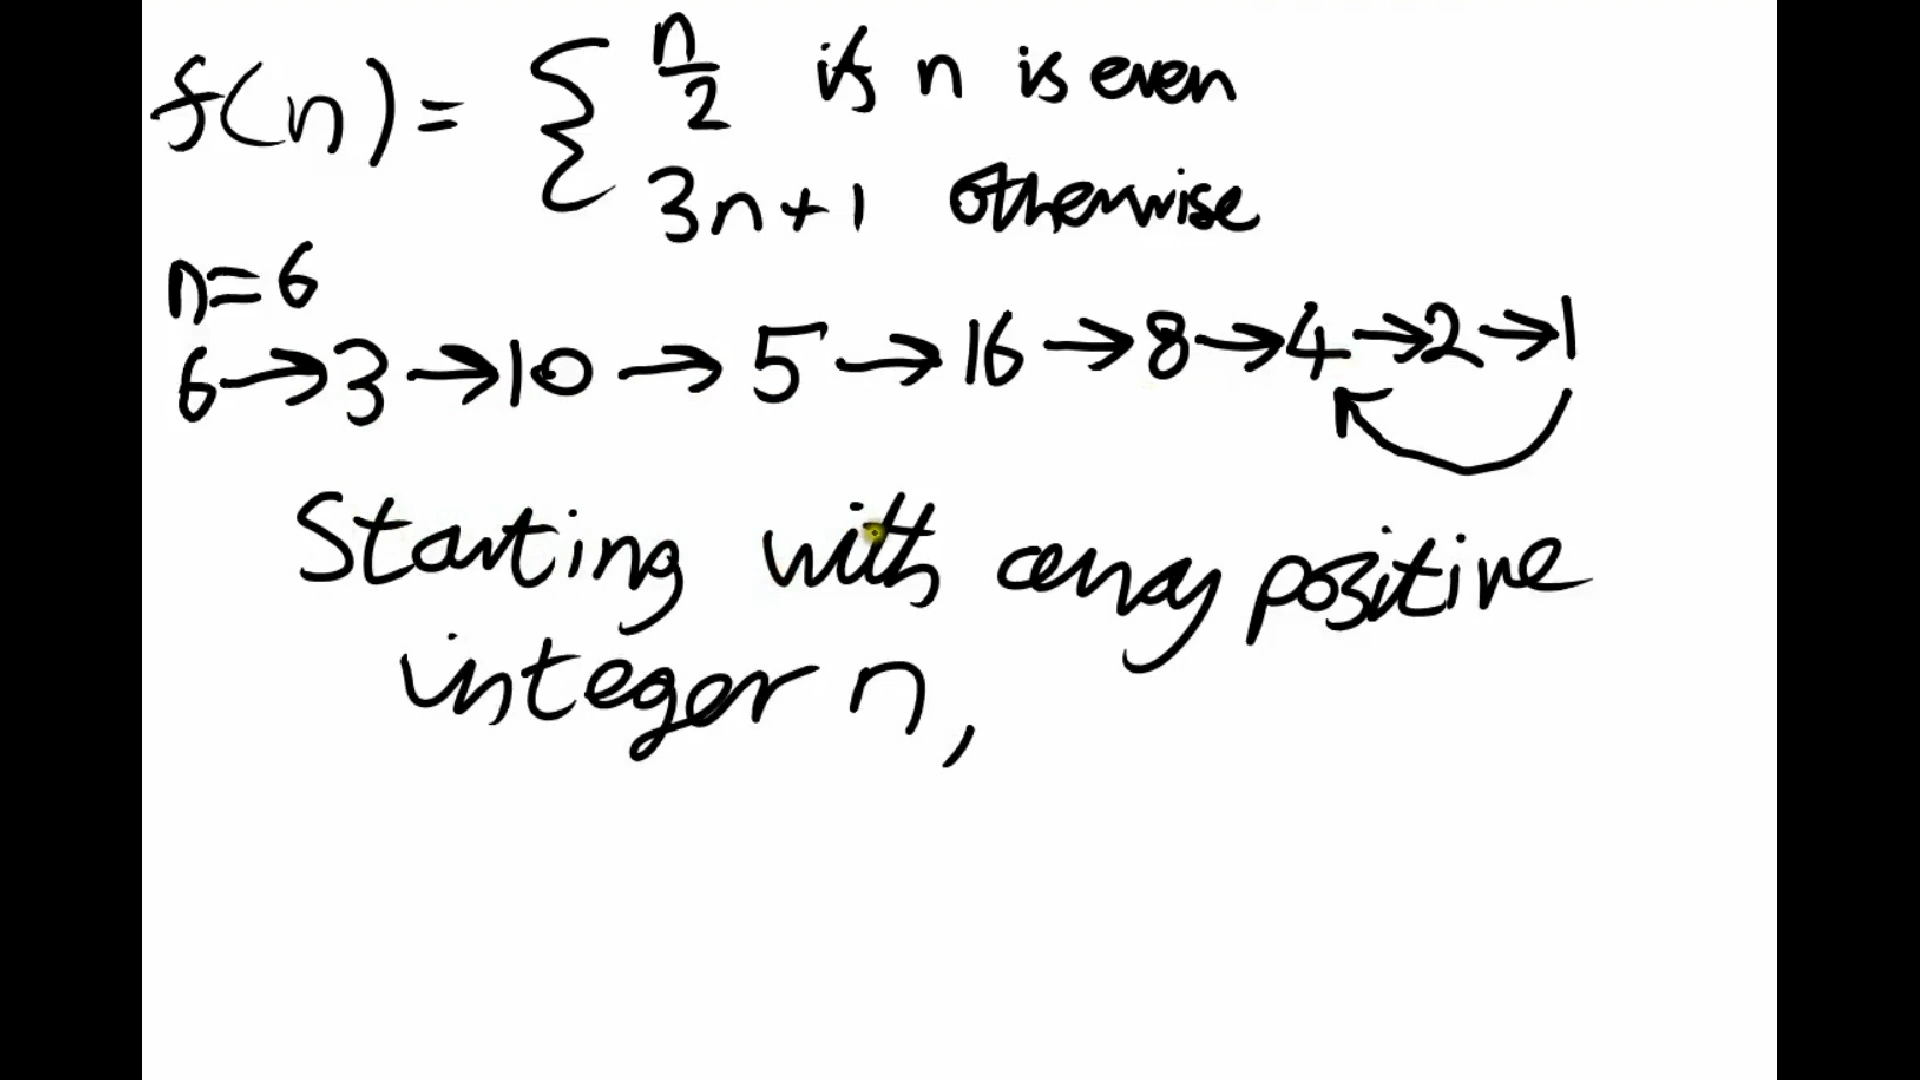 f(n) = { n/2 if n is even
3n+1 otherwise
n=6
6→3→10→5→16→8→4→2→1
Starting with any positive
integer n,